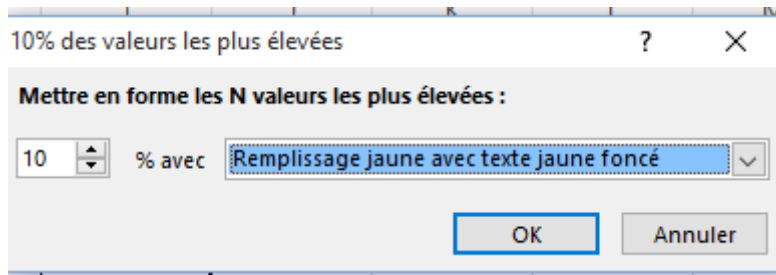 10% des valeurs les plus élevées ?
Mettre en forme les N valeurs les plus élevées :
10 % avec Remplissage jaune avec texte jaune foncé
OK Annuler